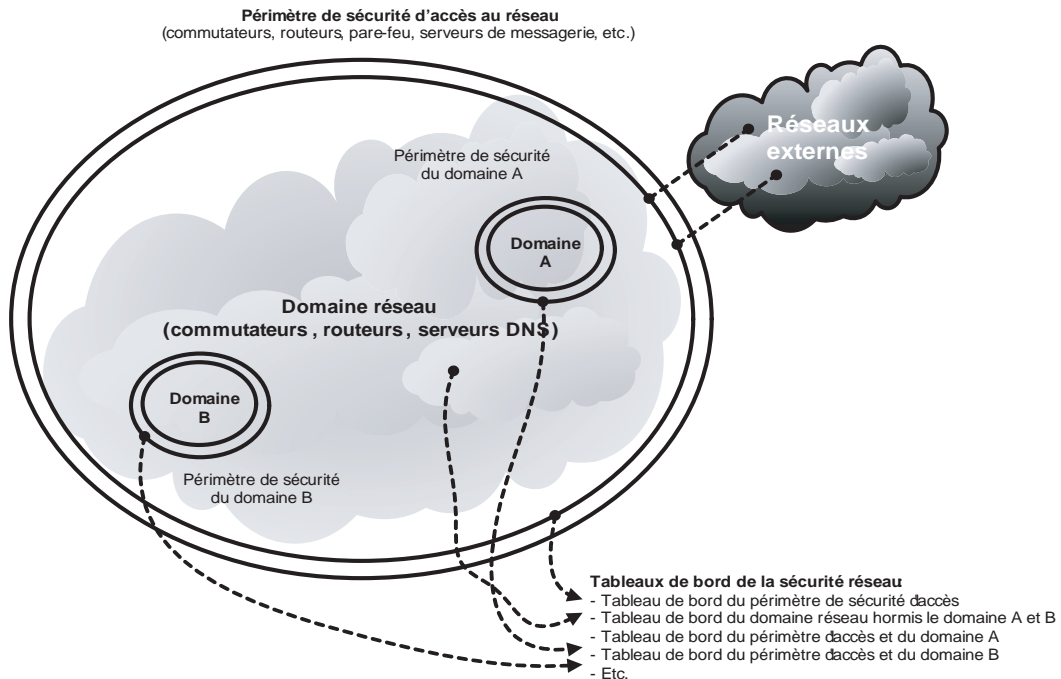 Périmètre de sécurité d'accès au réseau
(commutateurs, routeurs, pare-feu, serveurs de messagerie, etc.)
Réseaux
externes
Périmètre de sécurité
du domaine A
Domaine
A
Domaine réseau
(commutateurs , routeurs , serveurs DNS)
Domaine
B
Périmètre de sécurité
du domaine B
Tableaux de bord de la sécurité réseau:
- Tableau de bord du périmètre de sécurité d'accès
- Tableau de bord du domaine réseau hormis le domaine A et B
- Tableau de bord du périmètre d'accès et du domaine A
- Tableau de bord du périmètre d'accès et du domaine B
- Etc.